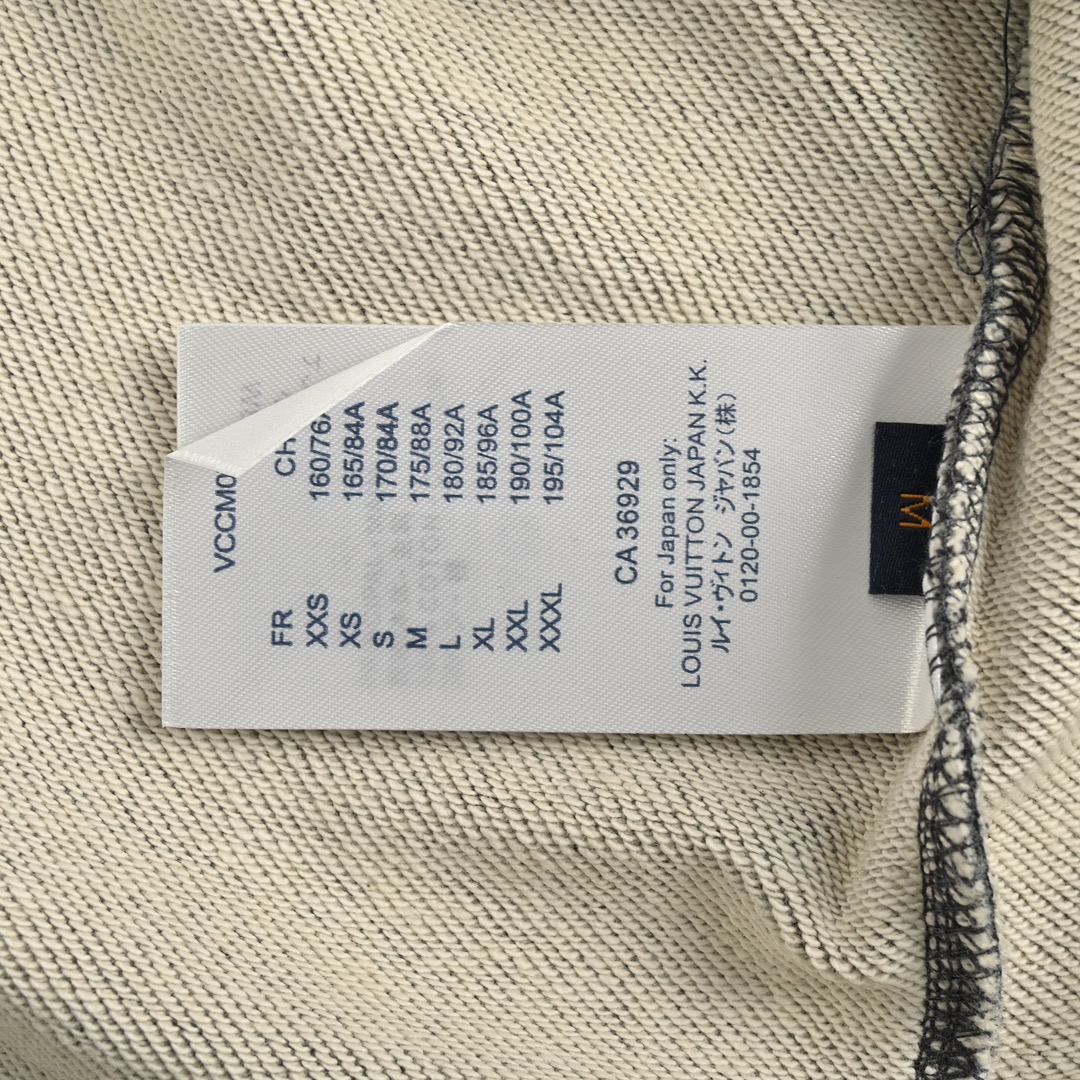 VCCM0
FR CH
XXS 160/76A
XS 165/84A
S 170/84A
M 175/88A
L 180/92A
XL 185/96A
XXL 190/100A
XXXL 195/104A
CA 36929
For Japan only:
LOUIS VUITTON JAPAN K.K.
ルイ・ヴィトン ジャパン(株)
0120-00-1854
M